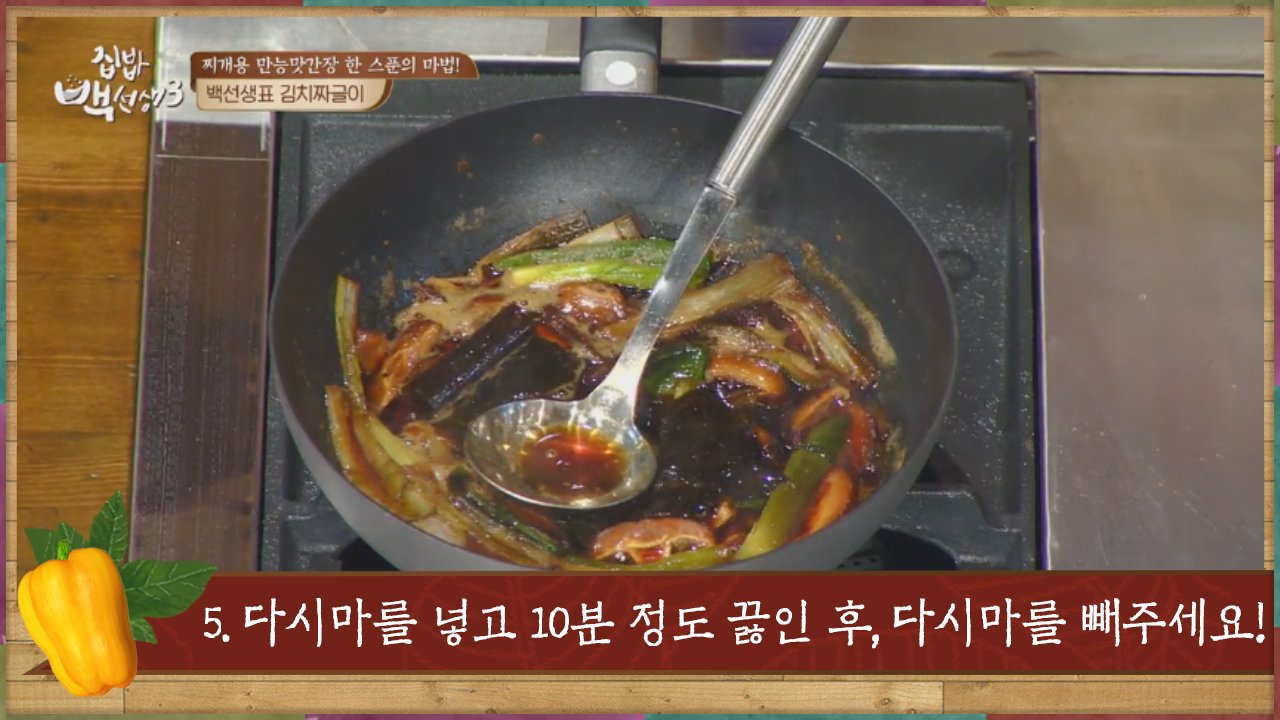 집밥
백선생3
찌개용 만능맛간장 한 스푼의 마법!
백선생표 김치짜글이
5. 다시마를 넣고 10분 정도 끓인 후, 다시마를 빼주세요!